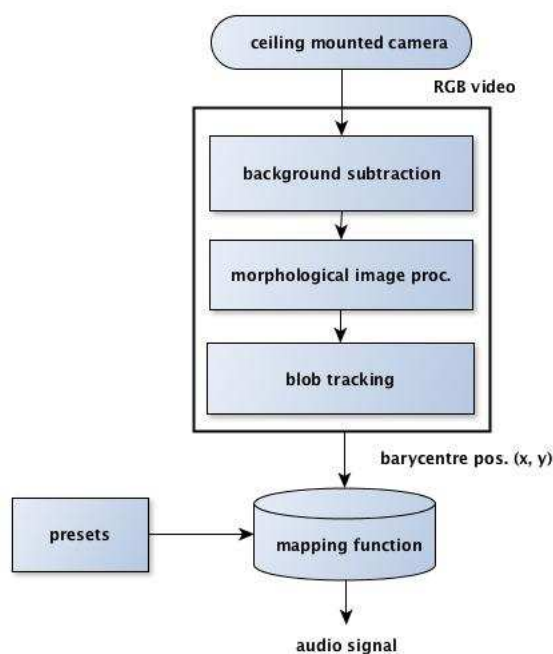 ceiling mounted camera
RGB video
background subtraction
morphological image proc.
blob tracking
barycentre pos. (x, y)
presets
mapping function
audio signal